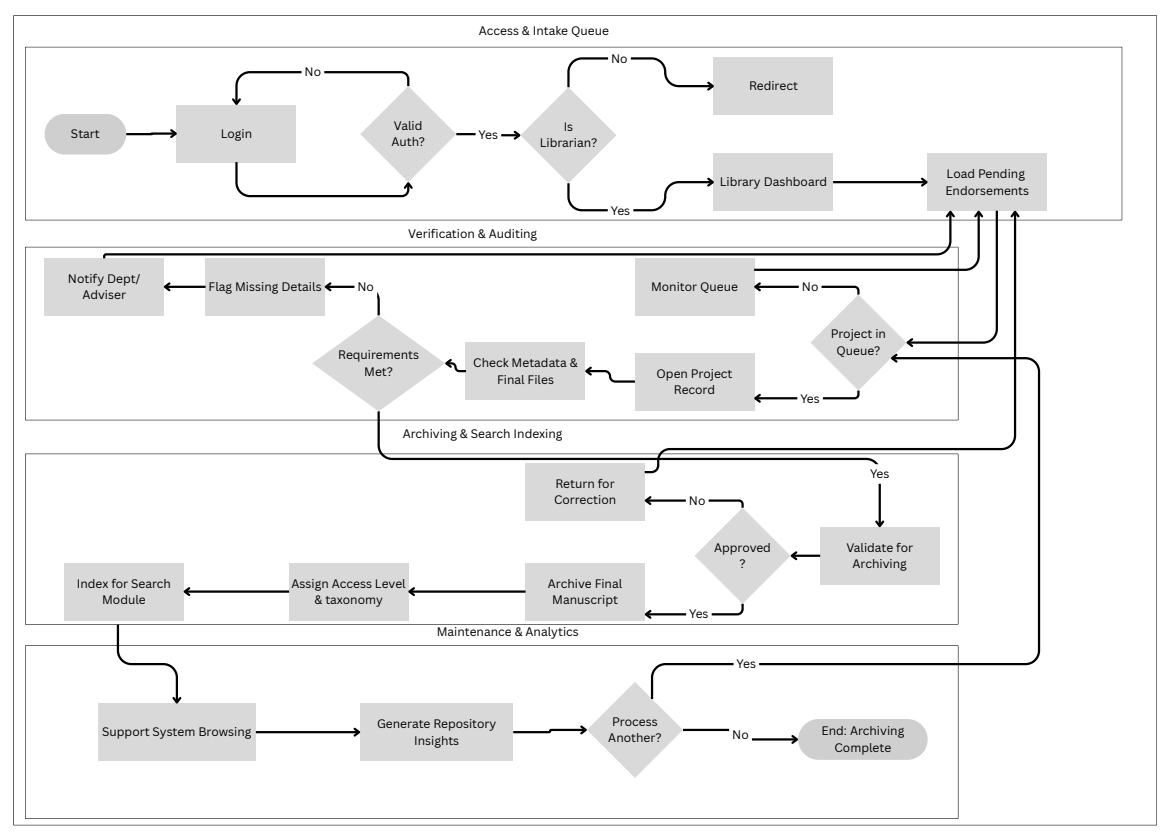 Access & Intake Queue
No
No
Redirect
Start
Login
Valid
Auth?
Yes
Is
Librarian?
Library Dashboard
Load Pending
Endorsements
Yes
Verification & Auditing
Notify Dept/
Adviser
Flag Missing Details
No
Monitor Queue
No
Project in
Queue?
Requirements
Met?
Check Metadata &
Final Files
Open Project
Record
Yes
Archiving & Search Indexing
Yes
Return for
Correction
No
Approved
?
Validate for
Archiving
Index for Search
Module
Assign Access Level
& taxonomy
Archive Final
Manuscript
Yes
Maintenance & Analytics
Yes
Support System Browsing
Generate Repository
Insights
Process
Another?
No
End: Archiving
Complete